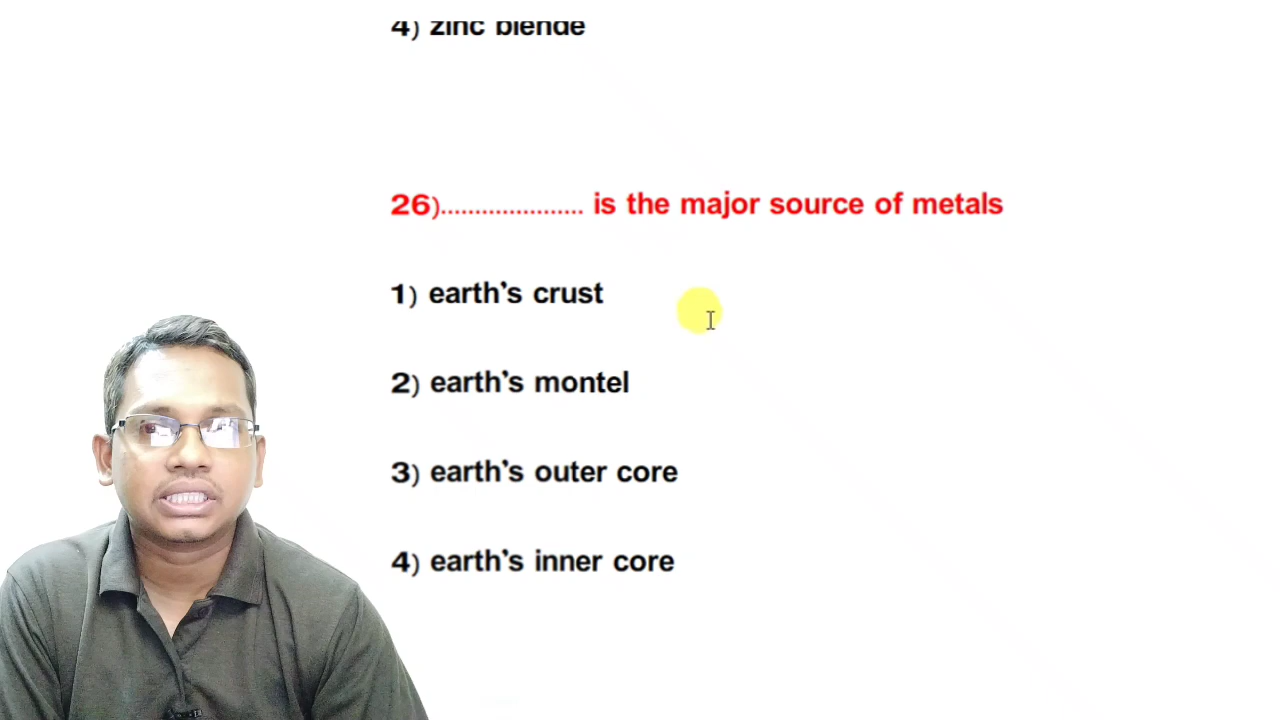 4) zinc blende
26)..................... is the major source of metals
1) earth's crust
2) earth's montel
3) earth's outer core
4) earth's inner core